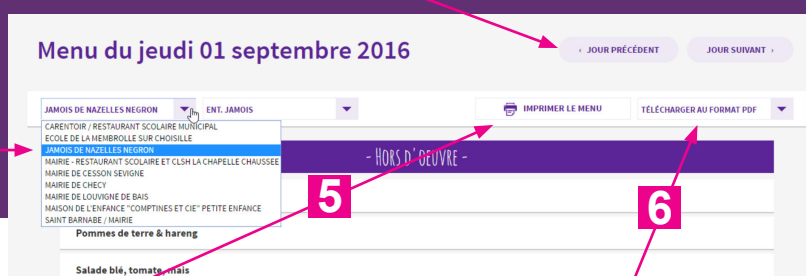 Menu du jeudi 01 septembre 2016
‹ JOUR PRÉCÉDENT
JOUR SUIVANT ›
JAMOIS DE NAZELLES NEGRON
ENT. JAMOIS
IMPRIMER LE MENU
TÉLÉCHARGER AU FORMAT PDF
CARENTOIR / RESTAURANT SCOLAIRE MUNICIPAL
ECOLE DE LA MEMBROLLE SUR CHOISILLE
JAMOIS DE NAZELLES NEGRON
MAIRIE - RESTAURANT SCOLAIRE ET CLSH LA CHAPELLE CHAUSSEE
MAIRIE DE CESSON SEVIGNE
MAIRIE DE CHECY
MAIRIE DE LOUVIGNÉ DE BAIS
MAISON DE L'ENFANCE "COMPTINES ET CIE" PETITE ENFANCE
SAINT BARNABE / MAIRIE
- HORS D'OEUVRE -
5
6
Pommes de terre & hareng
Salade blé, tomate, maïs